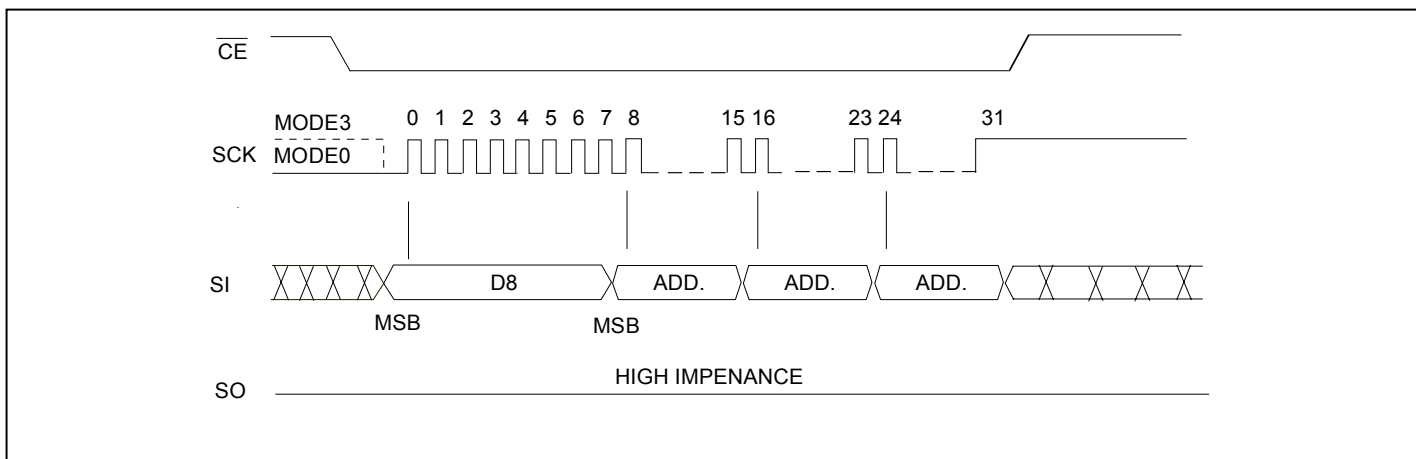 CE
MODE3 0 1 2 3 4 5 6 7 8 15 16 23 24 31
SCK MODE0
SI D8 ADD. ADD. ADD.
MSB MSB
HIGH IMPENANCE
SO